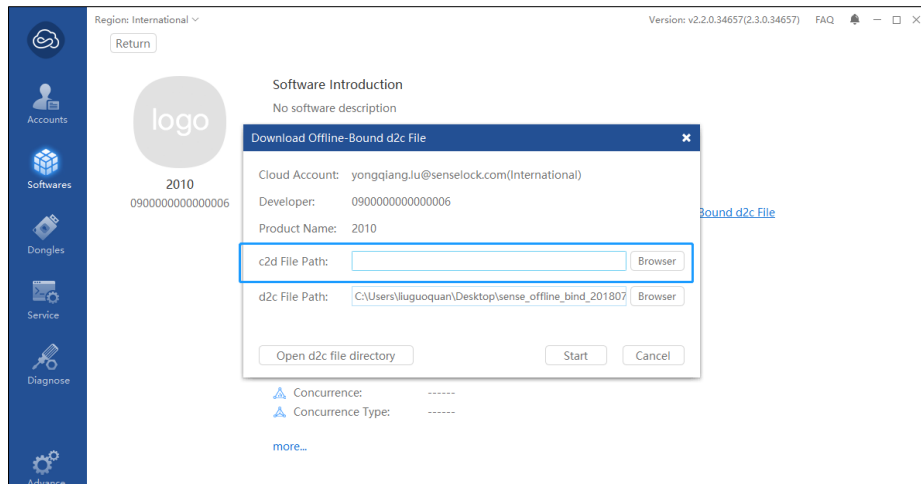 Region: International
Version: v2.2.0.34657(2.3.0.34657) FAQ
Return
Accounts
Softwares
Dongles
Service
Diagnose
Advance
logo
2010
0900000000000006
Software Introduction
No software description
Bound d2c File
Download Offline-Bound d2c File
Cloud Account: yongqiang.lu@senselock.com(International)
Developer: 0900000000000006
Product Name: 2010
c2d File Path: Browser
d2c File Path: C:\Users\liuguoquan\Desktop\sense_offline_bind_201807 Browser
Open d2c file directory Start Cancel
Concurrence: ------
Concurrence Type: ------
more...